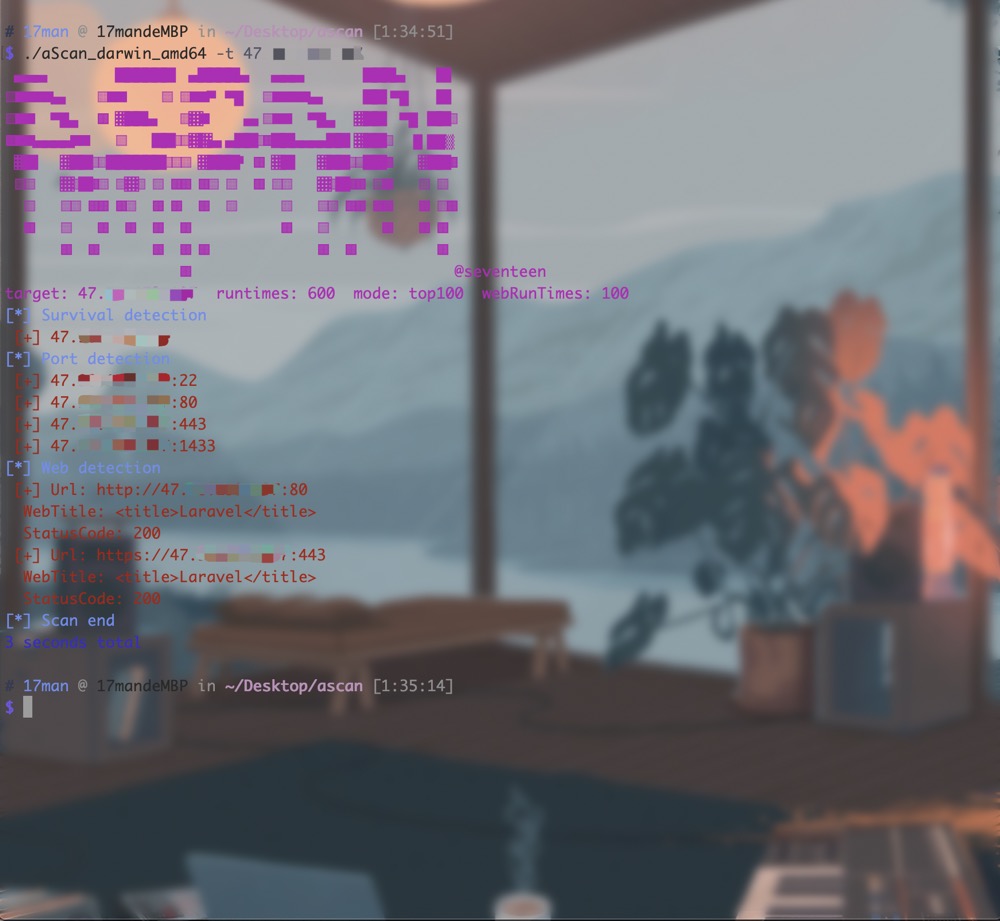 # 17man @ 17mandeMBP in ~/Desktop/aScan [1:34:51]
$ ./aScan_darwin_amd64 -t 47
@seventeen
target: 47. runtimes: 600 mode: top100 webRunTimes: 100
[*] Survival detection
[+] 47.
[*] Port detection
[+] 47. :22
[+] 47. :80
[+] 47. :443
[+] 47. :1433
[*] Web detection
[+] Url: http://47. :80
WebTitle: <title>Laravel</title>
StatusCode: 200
[+] Url: https://47. :443
WebTitle: <title>Laravel</title>
StatusCode: 200
[*] Scan end
3 seconds total
# 17man @ 17mandeMBP in ~/Desktop/ascan [1:35:14]
$